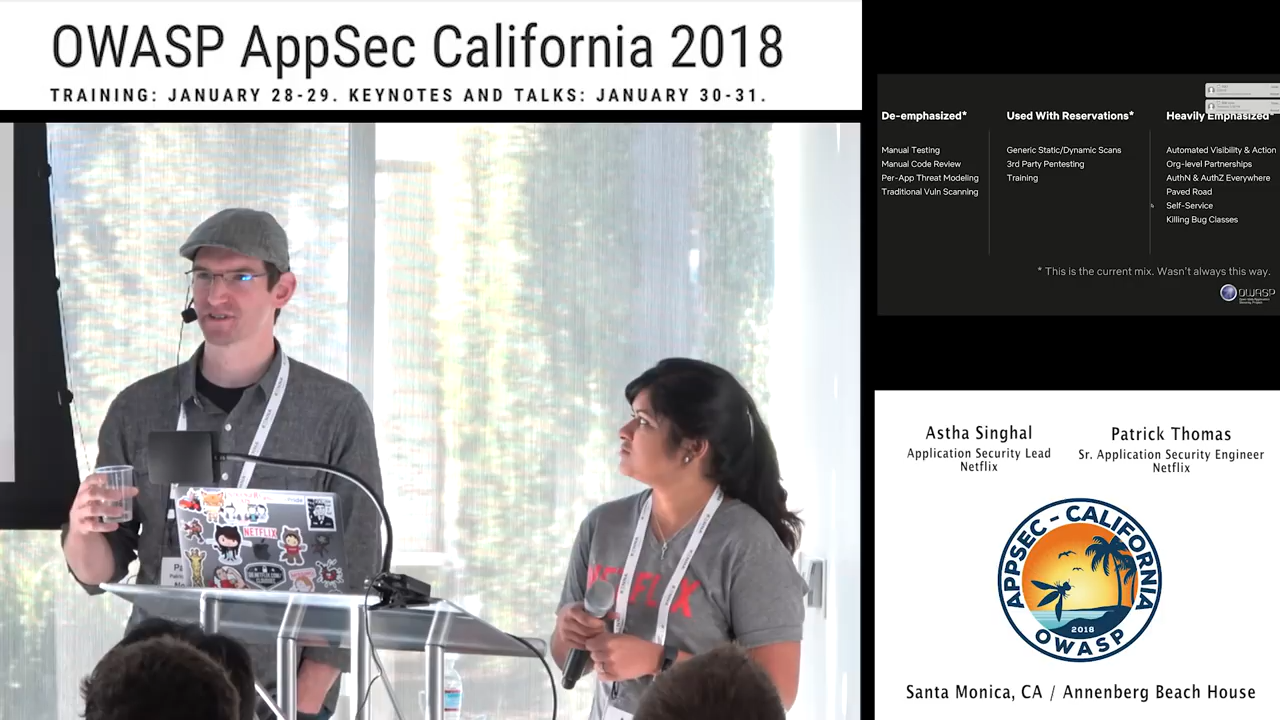 OWASP AppSec California 2018
TRAINING: JANUARY 28-29. KEYNOTES AND TALKS: JANUARY 30-31.
De-emphasized*
Manual Testing
Manual Code Review
Per-App Threat Modeling
Traditional Vuln Scanning
Used With Reservations*
Generic Static/Dynamic Scans
3rd Party Pentesting
Training
Heavily Emphasized*
Automated Visibility & Action
Org-level Partnerships
AuthN & AuthZ Everywhere
Paved Road
Self-Service
Killing Bug Classes
* This is the current mix. Wasn't always this way.
OWASP
NETFLIX
Astha Singhal
Application Security Lead
Netflix
Patrick Thomas
Sr. Application Security Engineer
Netflix
APPSEC - CALIFORNIA
2018
OWASP
Santa Monica, CA / Annenberg Beach House